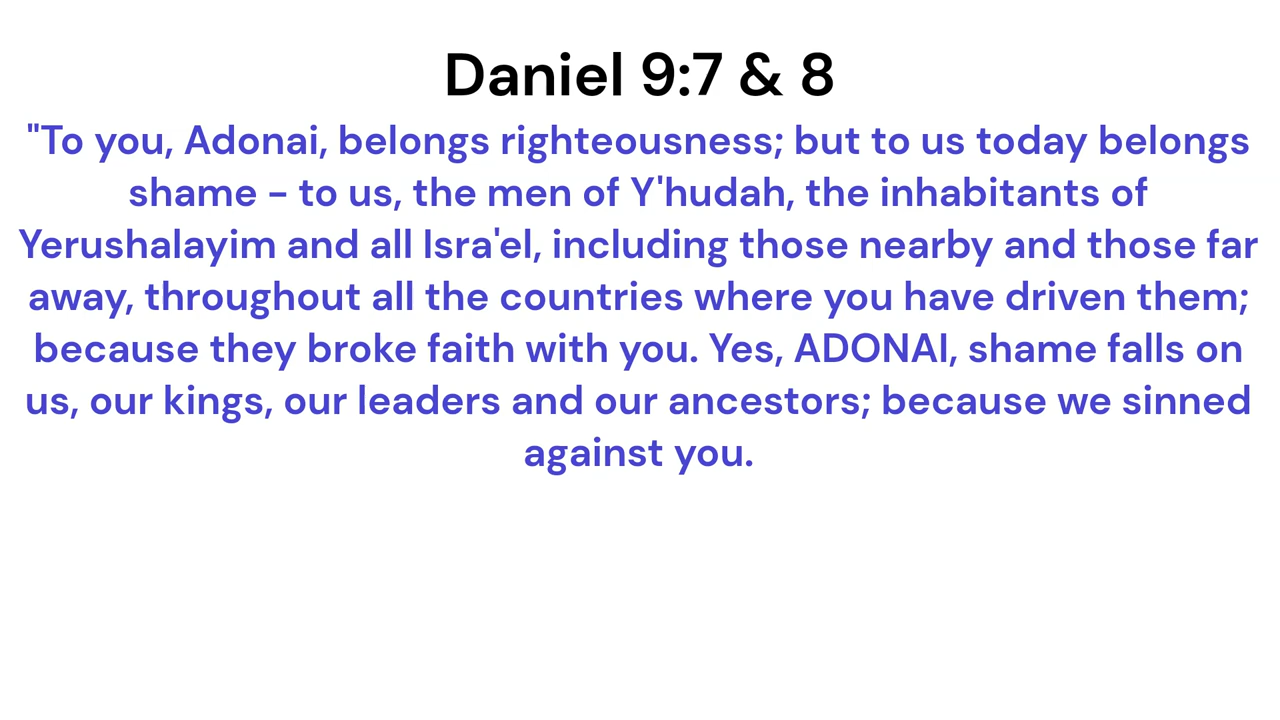 Daniel 9:7 & 8
"To you, Adonai, belongs righteousness; but to us today belongs
shame - to us, the men of Y'hudah, the inhabitants of
Yerushalayim and all Isra'el, including those nearby and those far
away, throughout all the countries where you have driven them;
because they broke faith with you. Yes, ADONAI, shame falls on
us, our kings, our leaders and our ancestors; because we sinned
against you.